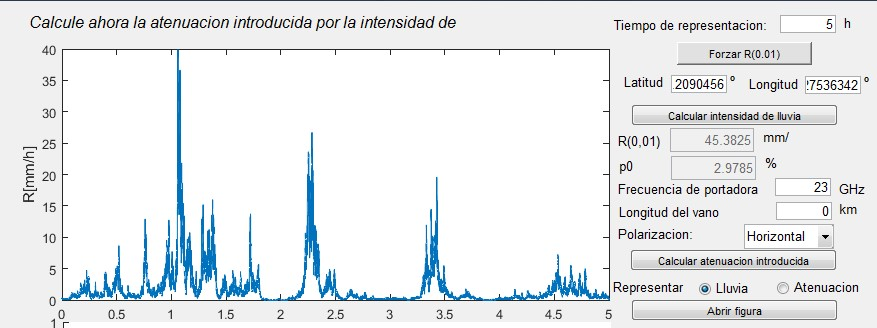 Calcule ahora la atenuacion introducida por la intensidad de
Tiempo de representacion: 5 h
Forzar R(0.01)
Latitud .2090456 º Longitud 7536342 º
Calcular intensidad de lluvia
R(0,01) 45.3825 mm/
p0 2.9785 %
Frecuencia de portadora 23 GHz
Longitud del vano 0 km
Polarizacion: Horizontal
Calcular atenuacion introducida
Representar Lluvia Atenuacion
Abrir figura
R[mm/h]
40
35
30
25
20
15
10
5
0
0 0.5 1 1.5 2 2.5 3 3.5 4 4.5 5
1